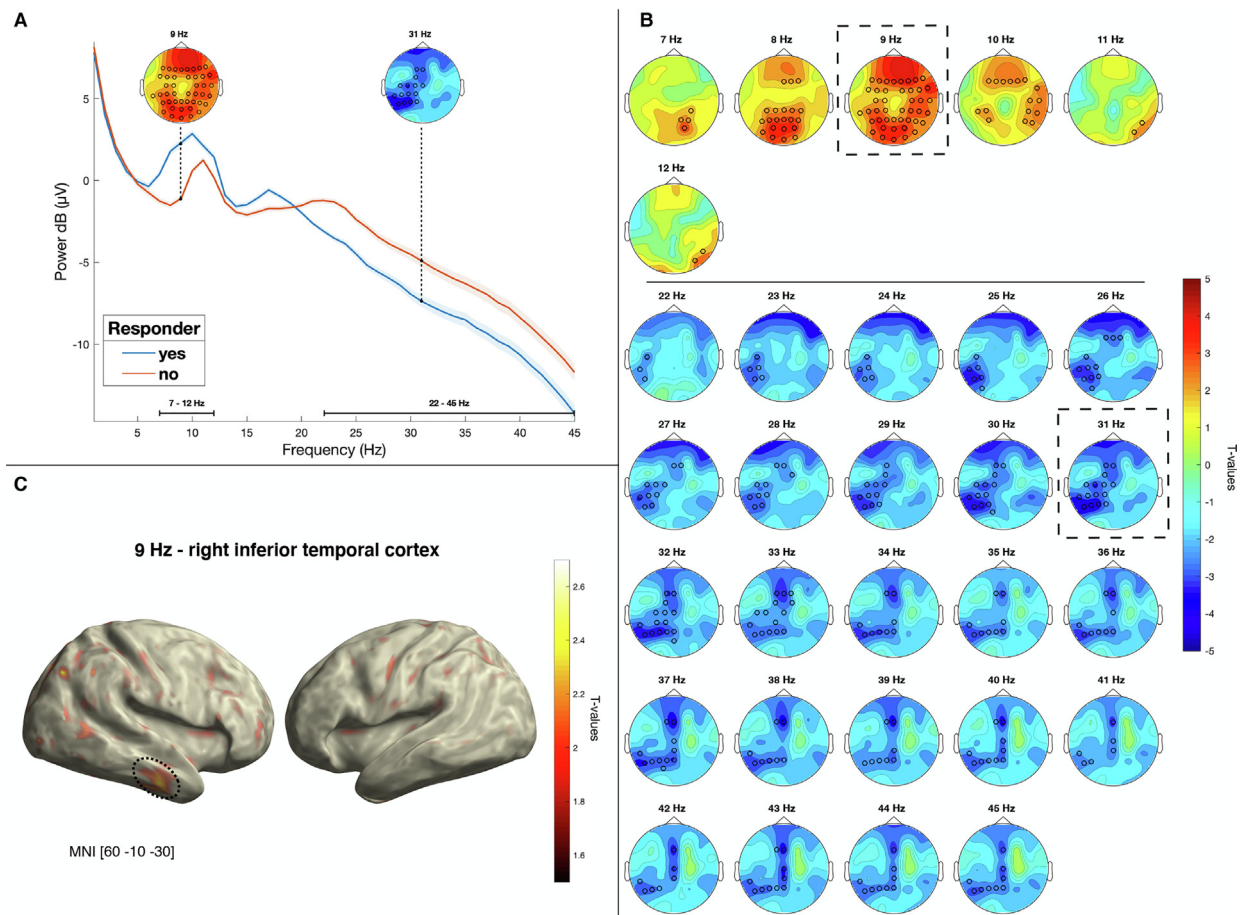 A
9 Hz
31 Hz
5
0
-5
-10
Power dB (µV)
Responder
yes
no
7 - 12 Hz
22 - 45 Hz
5
10
15
20
25
30
35
40
45
Frequency (Hz)
B
7 Hz
8 Hz
9 Hz
10 Hz
11 Hz
12 Hz
22 Hz
23 Hz
24 Hz
25 Hz
26 Hz
27 Hz
28 Hz
29 Hz
30 Hz
31 Hz
32 Hz
33 Hz
34 Hz
35 Hz
36 Hz
37 Hz
38 Hz
39 Hz
40 Hz
41 Hz
42 Hz
43 Hz
44 Hz
45 Hz
5
4
3
2
1
0
-1
-2
-3
-4
-5
T-values
C
9 Hz - right inferior temporal cortex
2.6
2.4
2.2
2
1.8
1.6
T-values
MNI [60 -10 -30]